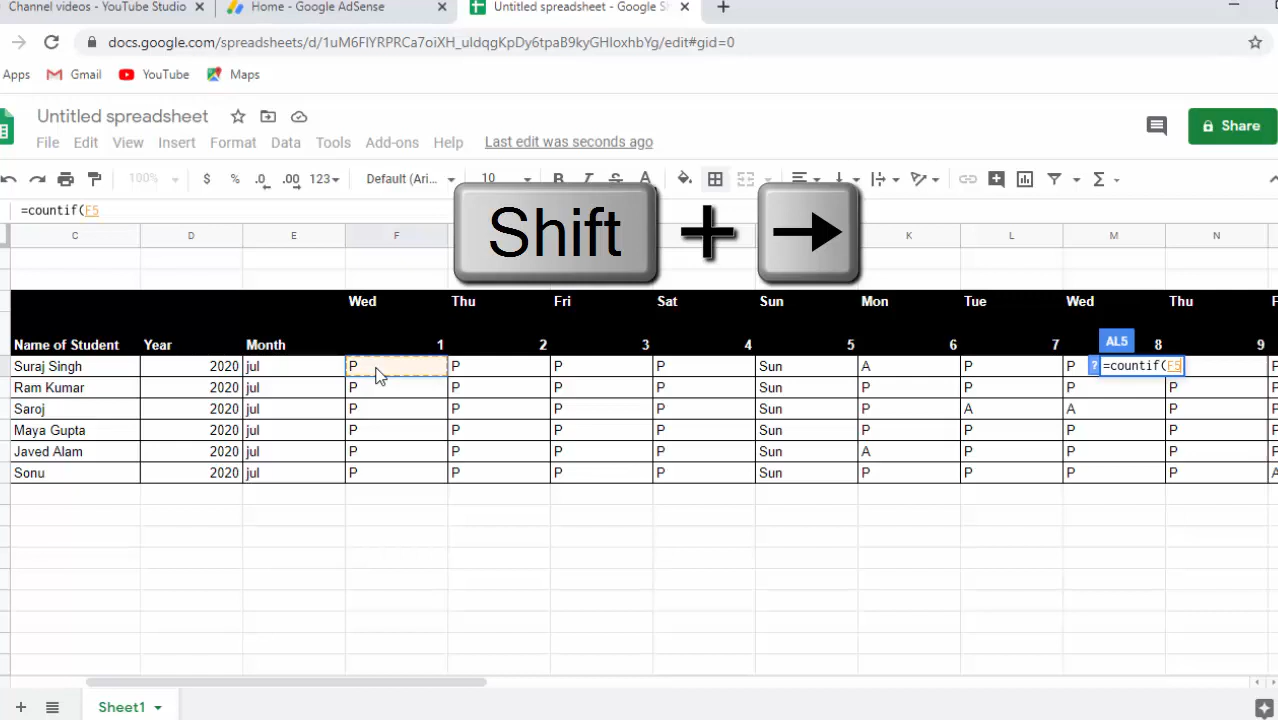 Channel videos - YouTube Studio Home - Google AdSense Untitled spreadsheet - Google Sh
docs.google.com/spreadsheets/d/1uM6FlYRPRCa7oiXH_uldqgKpDy6tpaB9kyGHloxhbYg/edit#gid=0
Apps Gmail YouTube Maps
Untitled spreadsheet
File Edit View Insert Format Data Tools Add-ons Help Last edit was seconds ago
Share
100% $ % .0 .00 123 Default (Ari... 10 B I S A Σ
=countif(F5
Shift + →
C D E F K L M N
Wed Thu Fri Sat Sun Mon Tue Wed Thu F
Name of Student Year Month 1 2 3 4 5 6 7 8 9
AL5
Suraj Singh 2020 jul P P P P Sun A P P ? =countif(F5 P P
Ram Kumar 2020 jul P P P P Sun P P P P P
Saroj 2020 jul P P P P Sun P A A P P
Maya Gupta 2020 jul P P P P Sun P P P P P
Javed Alam 2020 jul P P P P Sun A P P P P
Sonu 2020 jul P P P P Sun P P P P A
Sheet1